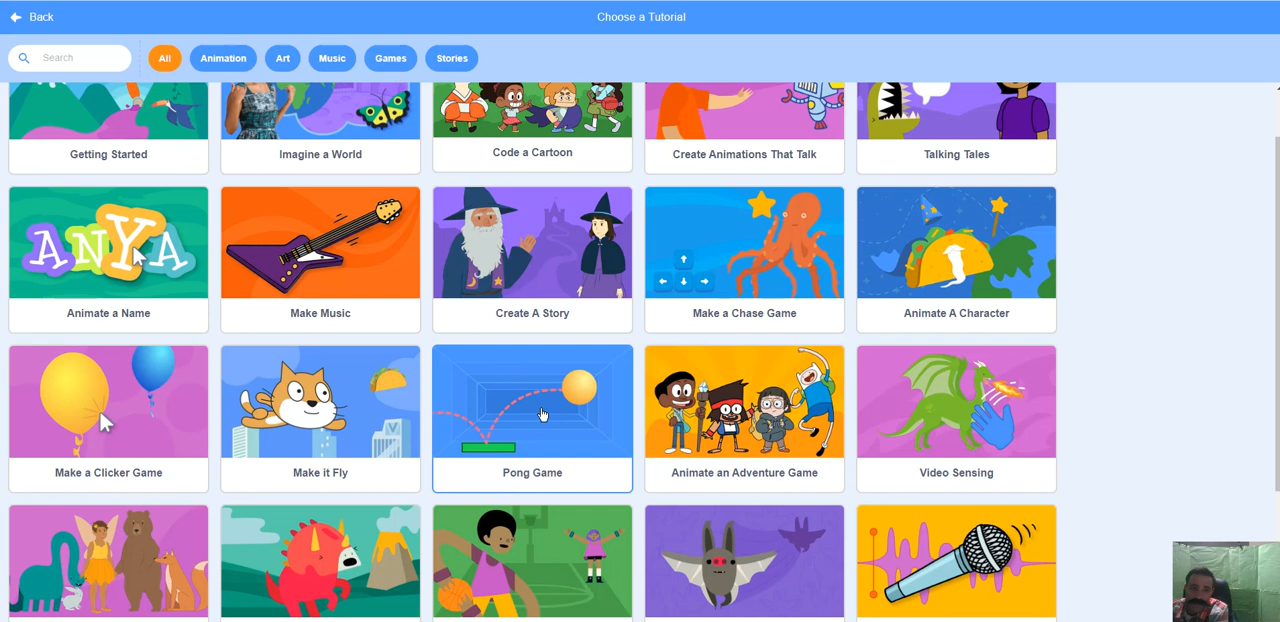 Back
Choose a Tutorial
Search
All
Animation
Art
Music
Games
Stories
Getting Started
Imagine a World
Code a Cartoon
Create Animations That Talk
Talking Tales
ANYA
Animate a Name
Make Music
Create A Story
Make a Chase Game
Animate A Character
Make a Clicker Game
Make it Fly
Pong Game
Animate an Adventure Game
Video Sensing